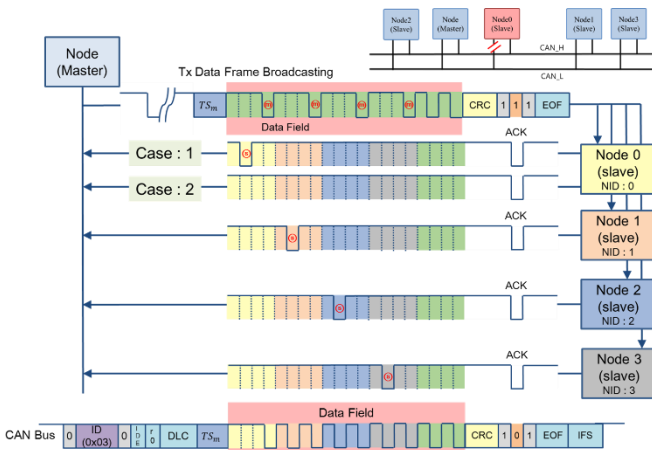 Node2
(Slave)
Node
(Master)
Node0
(Slave)
Node1
(Slave)
Node3
(Slave)
CAN_H
CAN_L
Node
(Master)
Tx Data Frame Broadcasting
TSm
m
m
m
m
CRC
1
1
1
EOF
Data Field
Case : 1
ACK
Node 0
(slave)
NID : 0
Case : 2
ACK
Node 1
(slave)
NID : 1
ACK
Node 2
(slave)
NID : 2
ACK
Node 3
(slave)
NID : 3
Data Field
CAN Bus
0
ID
(0x03)
0
IDE
r0
DLC
TSm
CRC
1
0
1
EOF
IFS